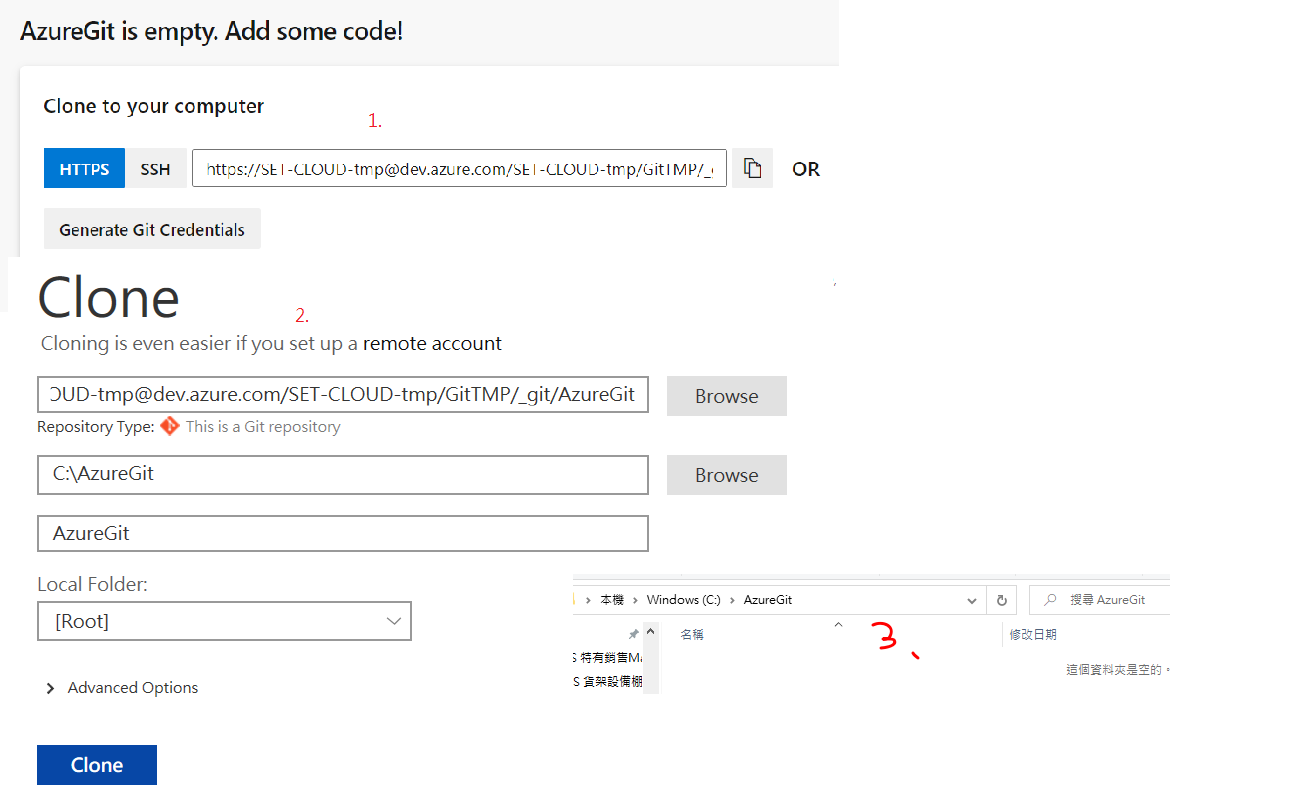 AzureGit is empty. Add some code!
Clone to your computer
1.
HTTPS SSH https://SET-CLOUD-tmp@dev.azure.com/SET-CLOUD-tmp/GitTMP/_g OR
Generate Git Credentials
Clone
2.
Cloning is even easier if you set up a remote account
OUD-tmp@dev.azure.com/SET-CLOUD-tmp/GitTMP/_git/AzureGit Browse
Repository Type: This is a Git repository
C:\AzureGit Browse
AzureGit
Local Folder:
[Root]
Advanced Options
Clone
本機 › Windows (C:) › AzureGit 搜尋 AzureGit
3、
名稱 修改日期
S 特有銷售Ma
這個資料夾是空的。
S 貨架設備棚